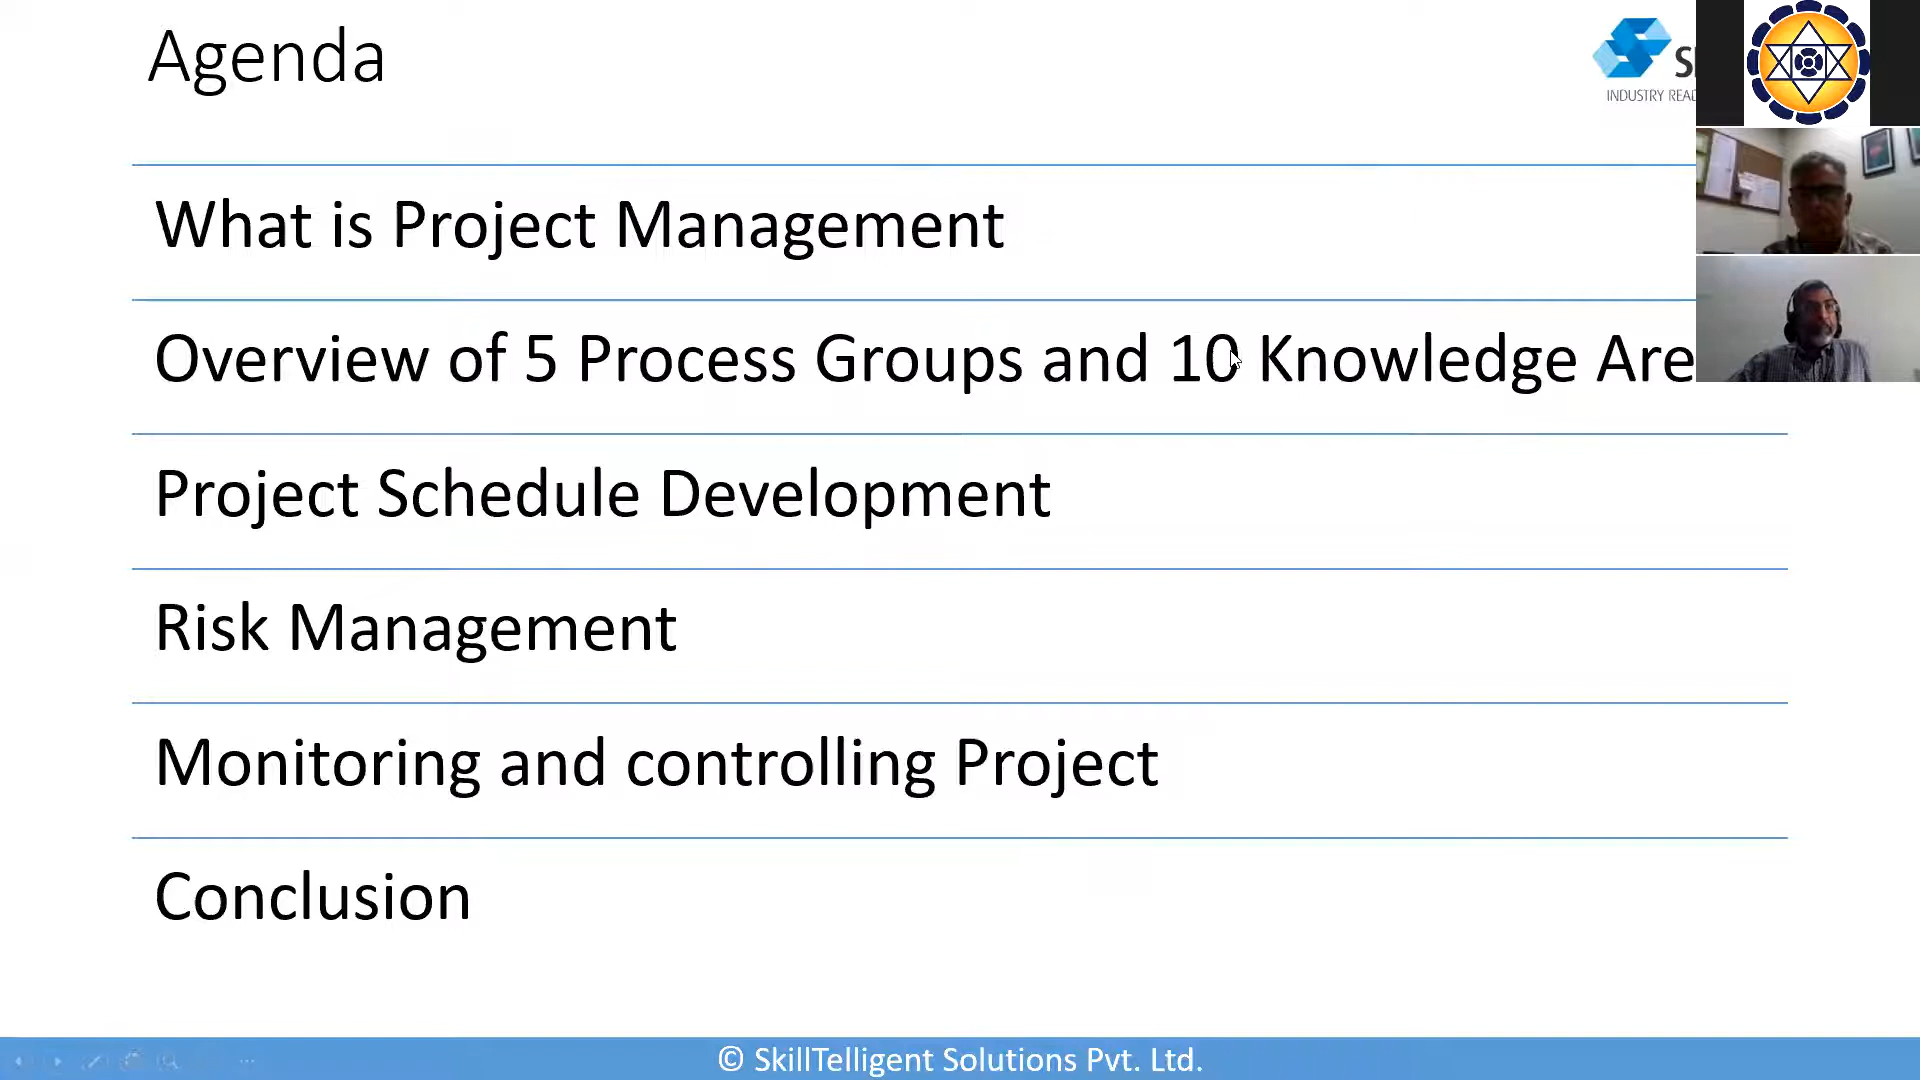 Agenda
INDUSTRY
What is Project Management
Overview of 5 Process Groups and 10 Knowledge Are
Project Schedule Development
Risk Management
Monitoring and controlling Project
Conclusion
© SkillTelligent Solutions Pvt. Ltd.